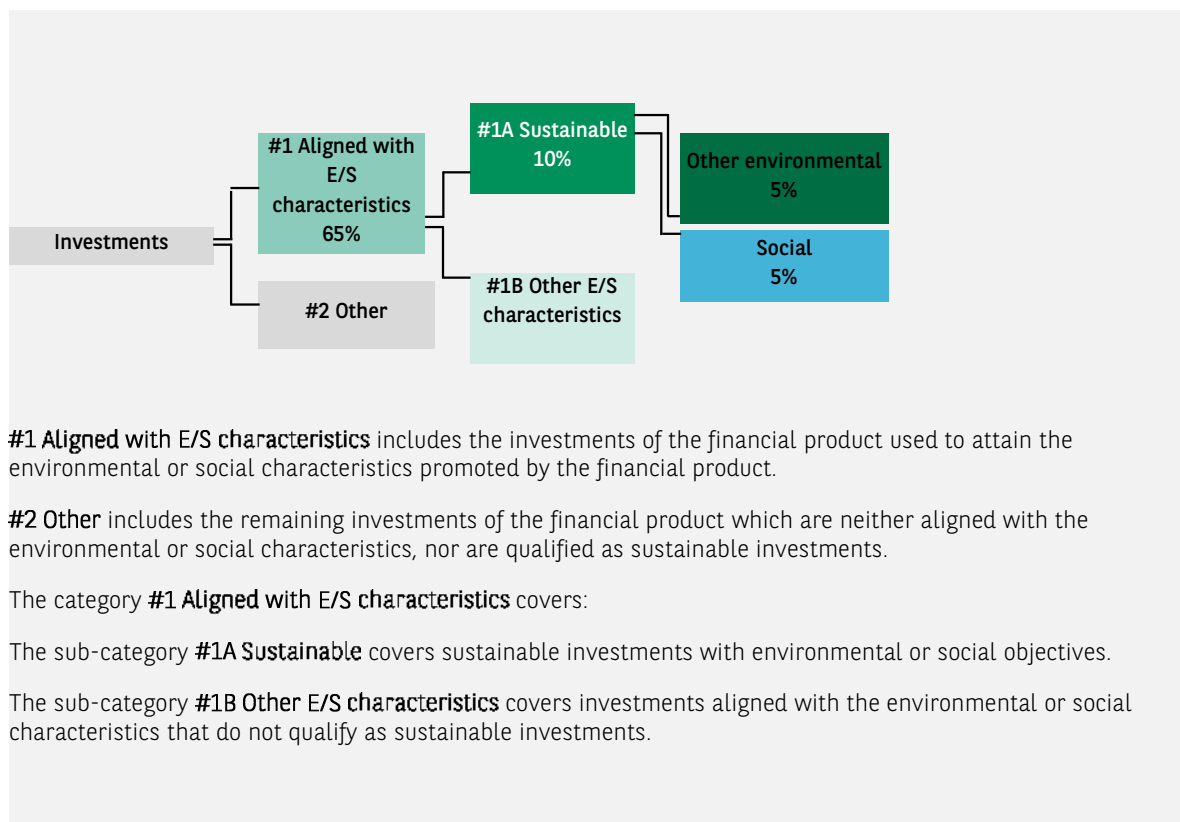 Investments
#1 Aligned with
E/S
characteristics
65%
#2 Other
#1A Sustainable
10%
#1B Other E/S
characteristics
Other environmental
5%
Social
5%
#1 Aligned with E/S characteristics includes the investments of the financial product used to attain the
environmental or social characteristics promoted by the financial product.
#2 Other includes the remaining investments of the financial product which are neither aligned with the
environmental or social characteristics, nor are qualified as sustainable investments.
The category #1 Aligned with E/S characteristics covers:
The sub-category #1A Sustainable covers sustainable investments with environmental or social objectives.
The sub-category #1B Other E/S characteristics covers investments aligned with the environmental or social
characteristics that do not qualify as sustainable investments.